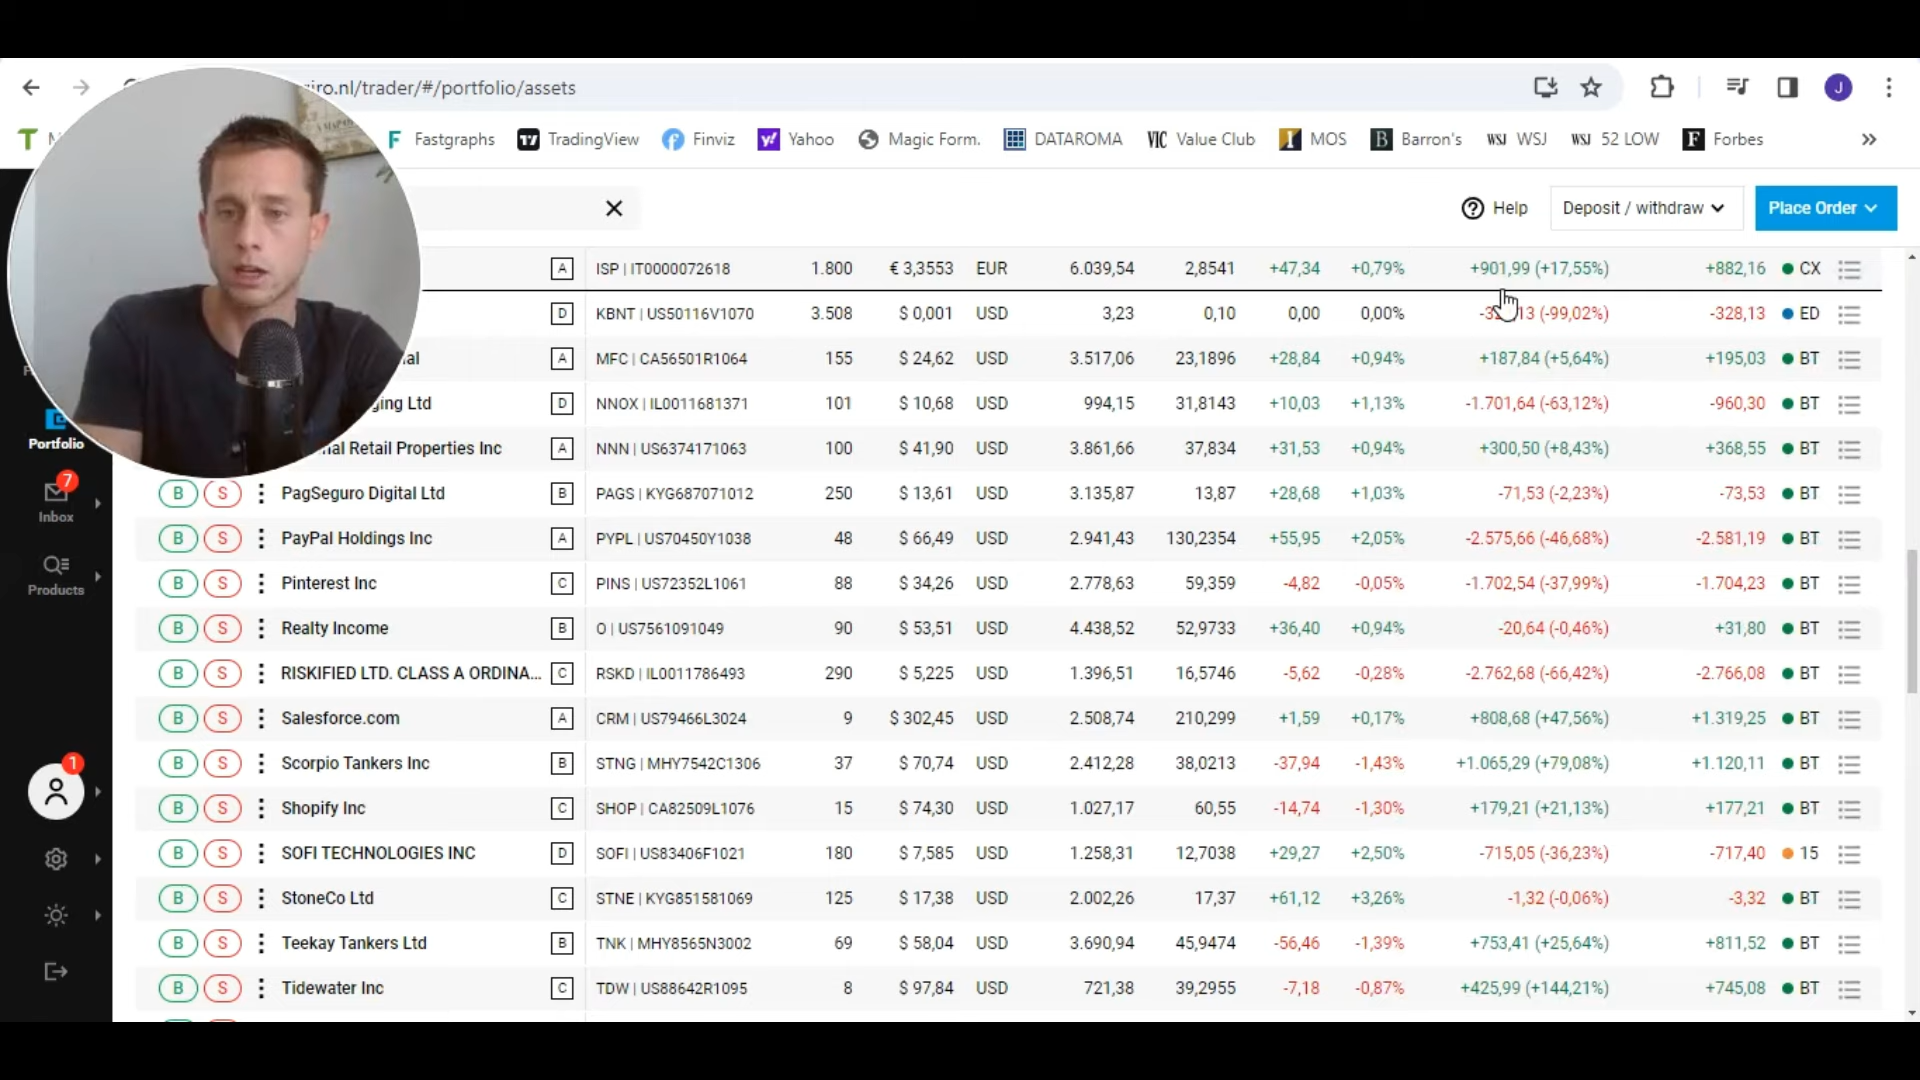 iro.nl/trader/#/portfolio/assets
J
Fastgraphs TradingView Finviz Yahoo Magic Form. DATAROMA VIC Value Club MOS B Barron's WSJ WSJ WSJ 52 LOW F Forbes
Help Deposit / withdraw Place Order
A ISP | IT0000072618 1.800 € 3,3553 EUR 6.039,54 2,8541 +47,34 +0,79% +901,99 (+17,55%) +882,16 CX
D KBNT | US50116V1070 3.508 $ 0,001 USD 3,23 0,10 0,00 0,00% (-99,02%) -328,13 ED
A MFC | CA56501R1064 155 $ 24,62 USD 3.517,06 23,1896 +28,84 +0,94% +187,84 (+5,64%) +195,03 BT
ging Ltd D NNOX | IL0011681371 101 $ 10,68 USD 994,15 31,8143 +10,03 +1,13% -1.701,64 (-63,12%) -960,30 BT
nal Retail Properties Inc A NNN | US6374171063 100 $ 41,90 USD 3.861,66 37,834 +31,53 +0,94% +300,50 (+8,43%) +368,55 BT
B S PagSeguro Digital Ltd B PAGS | KYG687071012 250 $ 13,61 USD 3.135,87 13,87 +28,68 +1,03% -71,53 (-2,23%) -73,53 BT
B S PayPal Holdings Inc A PYPL | US70450Y1038 48 $ 66,49 USD 2.941,43 130,2354 +55,95 +2,05% -2.575,66 (-46,68%) -2.581,19 BT
B S Pinterest Inc C PINS | US72352L1061 88 $ 34,26 USD 2.778,63 59,359 -4,82 -0,05% -1.702,54 (-37,99%) -1.704,23 BT
B S Realty Income B O | US7561091049 90 $ 53,51 USD 4.438,52 52,9733 +36,40 +0,94% -20,64 (-0,46%) +31,80 BT
B S RISKIFIED LTD. CLASS A ORDINA... C RSKD | IL0011786493 290 $ 5,225 USD 1.396,51 16,5746 -5,62 -0,28% -2.762,68 (-66,42%) -2.766,08 BT
B S Salesforce.com A CRM | US79466L3024 9 $ 302,45 USD 2.508,74 210,299 +1,59 +0,17% +808,68 (+47,56%) +1.319,25 BT
B S Scorpio Tankers Inc B STNG | MHY7542C1306 37 $ 70,74 USD 2.412,28 38,0213 -37,94 -1,43% +1.065,29 (+79,08%) +1.120,11 BT
B S Shopify Inc C SHOP | CA82509L1076 15 $ 74,30 USD 1.027,17 60,55 -14,74 -1,30% +179,21 (+21,13%) +177,21 BT
B S SOFI TECHNOLOGIES INC D SOFI | US83406F1021 180 $ 7,585 USD 1.258,31 12,7038 +29,27 +2,50% -715,05 (-36,23%) -717,40 15
B S StoneCo Ltd C STNE | KYG851581069 125 $ 17,38 USD 2.002,26 17,37 +61,12 +3,26% -1,32 (-0,06%) -3,32 BT
B S Teekay Tankers Ltd B TNK | MHY8565N3002 69 $ 58,04 USD 3.690,94 45,9474 -56,46 -1,39% +753,41 (+25,64%) +811,52 BT
B S Tidewater Inc C TDW | US88642R1095 8 $ 97,84 USD 721,38 39,2955 -7,18 -0,87% +425,99 (+144,21%) +745,08 BT
Portfolio
7
Inbox
Products
1